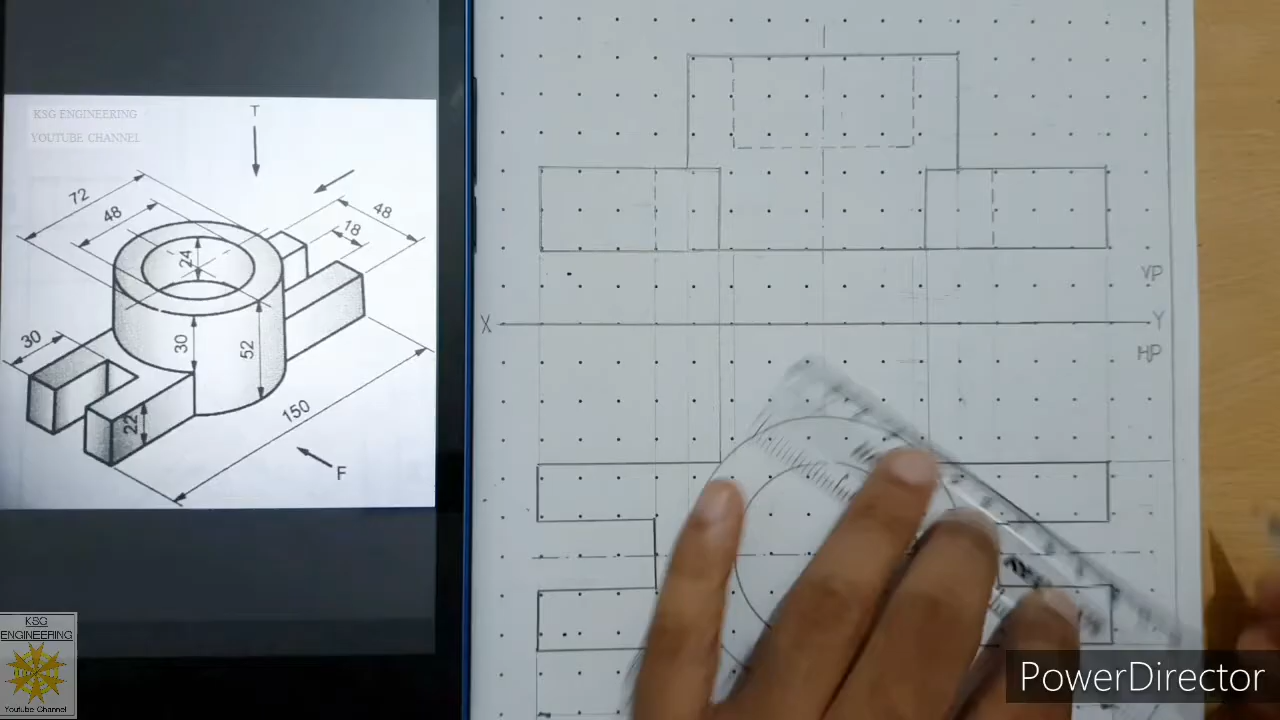 KSG ENGINEERING
YOUTUBE CHANNEL
T
72
48
48
18
24
30
30
52
22
150
F
VP
X
Y
HP
KSG
ENGINEERING
Youtube Channel
PowerDirector